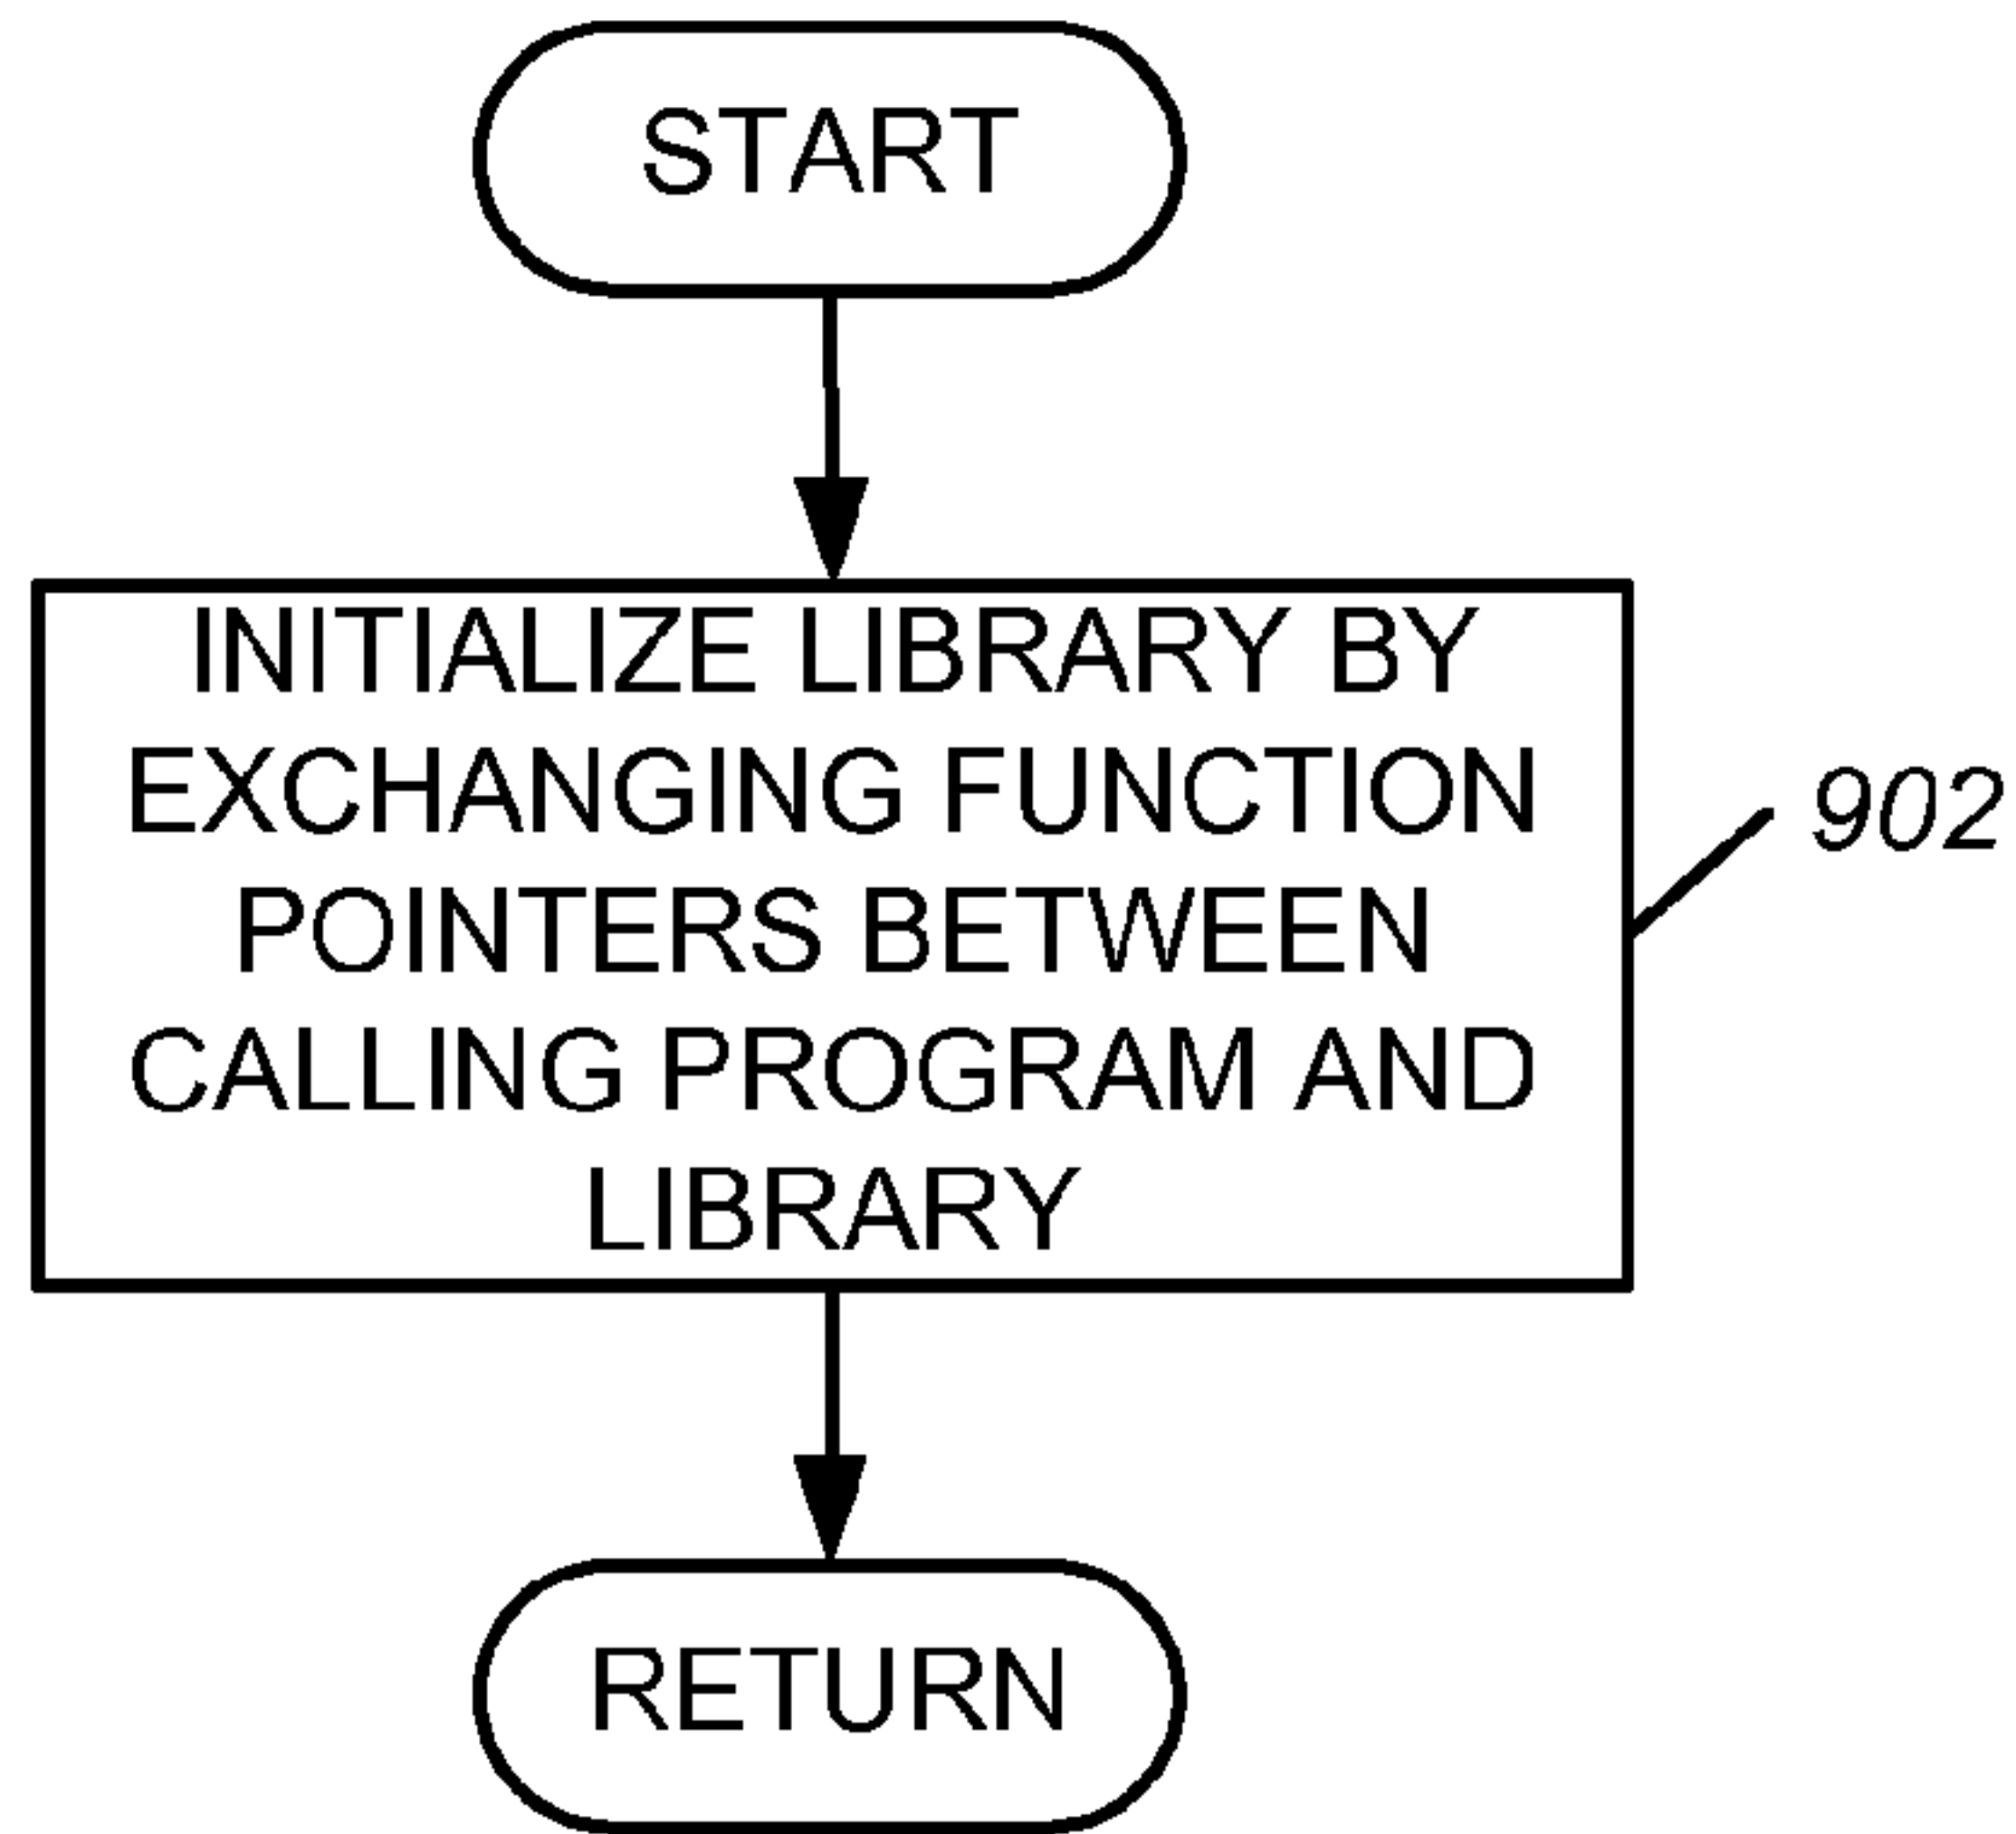 START
INITIALIZE LIBRARY BY
EXCHANGING FUNCTION
POINTERS BETWEEN
CALLING PROGRAM AND
LIBRARY
902
RETURN